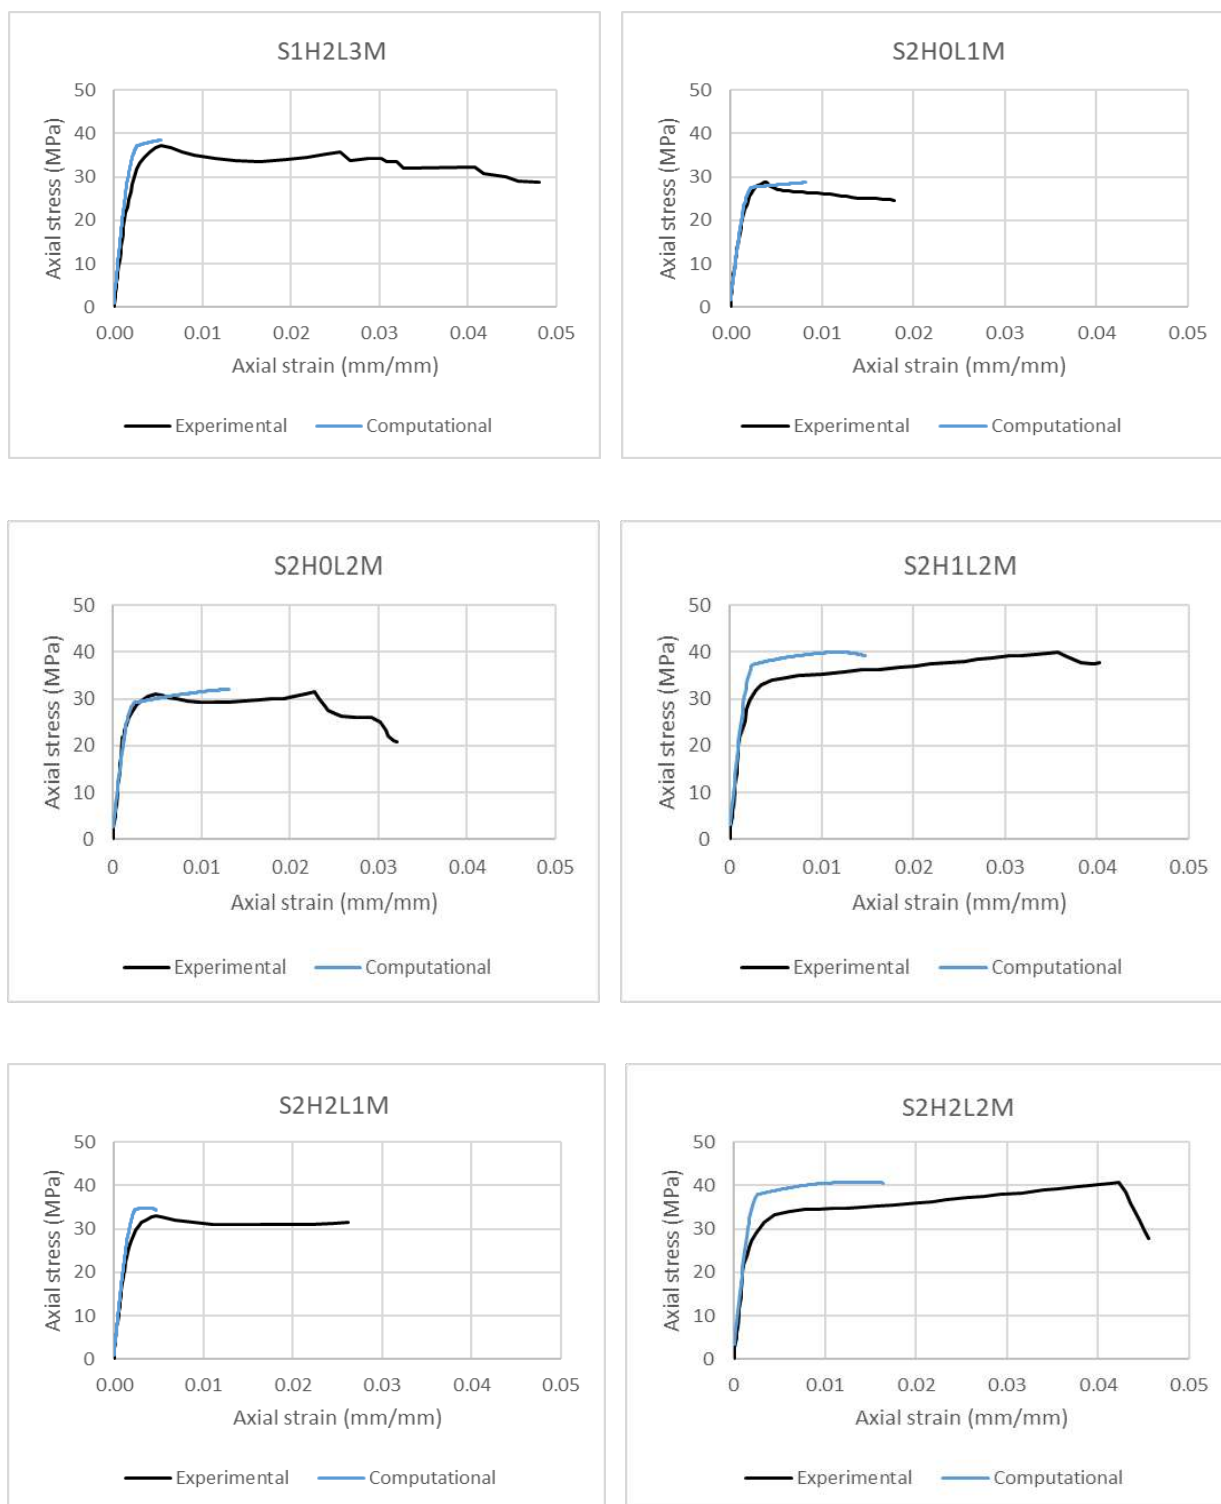 S1H2L3M
50
40
30
20
10
0
Axial stress (MPa)
0.00 0.01 0.02 0.03 0.04 0.05
Axial strain (mm/mm)
Experimental Computational
S2H0L1M
50
40
30
20
10
0
Axial stress (MPa)
0.00 0.01 0.02 0.03 0.04 0.05
Axial strain (mm/mm)
Experimental Computational
S2H0L2M
50
40
30
20
10
0
Axial stress (MPa)
0 0.01 0.02 0.03 0.04 0.05
Axial strain (mm/mm)
Experimental Computational
S2H1L2M
50
40
30
20
10
0
Axial stress (MPa)
0 0.01 0.02 0.03 0.04 0.05
Axial strain (mm/mm)
Experimental Computational
S2H2L1M
50
40
30
20
10
0
Axial stress (MPa)
0.00 0.01 0.02 0.03 0.04 0.05
Axial strain (mm/mm)
Experimental Computational
S2H2L2M
50
40
30
20
10
0
Axial stress (MPa)
0 0.01 0.02 0.03 0.04 0.05
Axial strain (mm/mm)
Experimental Computational